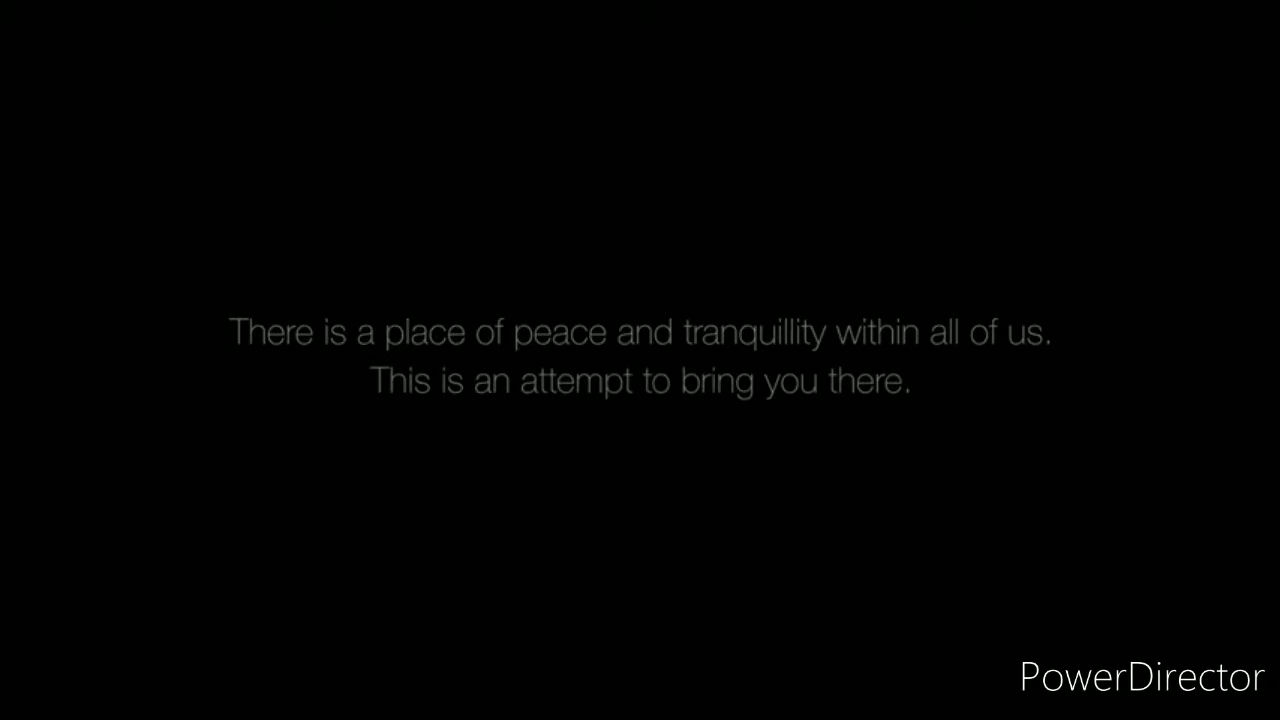 There is a place of peace and tranquillity within all of us.
This is an attempt to bring you there.
PowerDirector